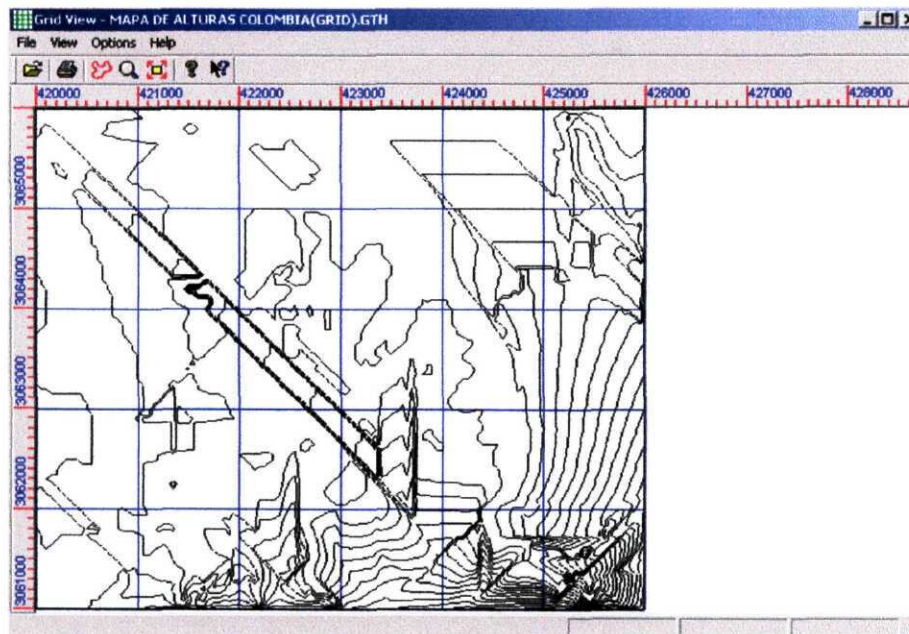 Grid View - MAPA DE ALTURAS COLOMBIA(GRID).GTH
File View Options Help
420000 421000 422000 423000 424000 425000 426000 427000 428000
3065000
3064000
3063000
3062000
3061000